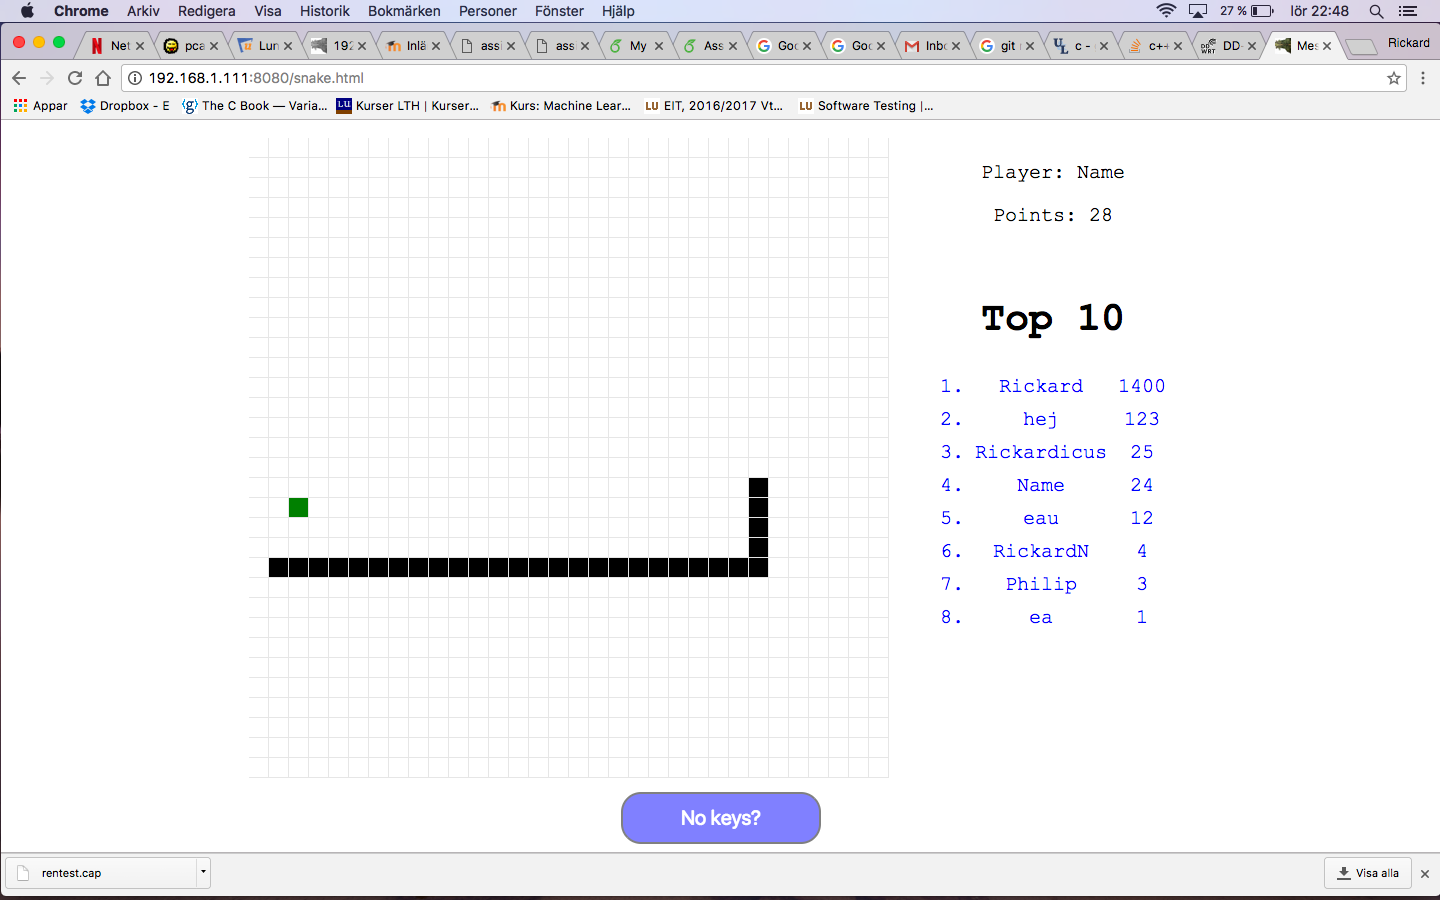 Chrome Arkiv Redigera Visa Historik Bokmärken Personer Fönster Hjälp 27 % lör 22:48
Net pca Lun 192 Inlä assi ass My Ass Goo Goo Inbo git c - c++ DD- Mes Rickard
192.168.1.111:8080/snake.html
Appar Dropbox - E The C Book — Varia... Kurser LTH | Kurser... Kurs: Machine Lear... EIT, 2016/2017 Vt... Software Testing |...
Player: Name
Points: 28
Top 10
1. Rickard 1400
2. hej 123
3. Rickardicus 25
4. Name 24
5. eau 12
6. RickardN 4
7. Philip 3
8. ea 1
No keys?
rentest.cap Visa alla